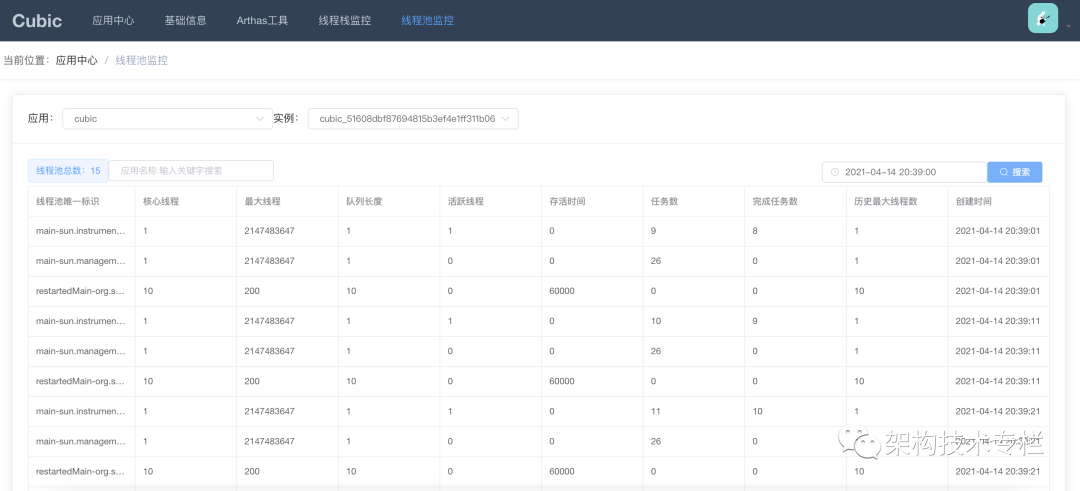 Cubic 应用中心 基础信息 Arthas工具 线程栈监控 线程池监控
当前位置： 应用中心 / 线程池监控
应用： cubic 实例： cubic_51608dbf87694815b3ef4e1ff311b06
线程池总数：15 应用名称:输入关键字搜索 2021-04-14 20:39:00 搜索
线程池唯一标识 核心线程 最大线程 队列长度 活跃线程 存活时间 任务数 完成任务数 历史最大线程数 创建时间
main-sun.instrumen... 1 2147483647 1 1 0 9 8 1 2021-04-14 20:39:01
main-sun.managem... 1 2147483647 1 0 0 26 0 1 2021-04-14 20:39:01
restartedMain-org.s... 10 200 10 0 60000 0 0 10 2021-04-14 20:39:01
main-sun.instrumen... 1 2147483647 1 1 0 10 9 1 2021-04-14 20:39:11
main-sun.managem... 1 2147483647 1 0 0 26 0 1 2021-04-14 20:39:11
restartedMain-org.s... 10 200 10 0 60000 0 0 10 2021-04-14 20:39:11
main-sun.instrumen... 1 2147483647 1 1 0 11 10 1 2021-04-14 20:39:21
main-sun.managem... 1 2147483647 1 0 0 26 0 1 2021-04-14 20:39:21
架构技术专栏
restartedMain-org.s... 10 200 10 0 60000 0 0 10 2021-04-14 20:39:21